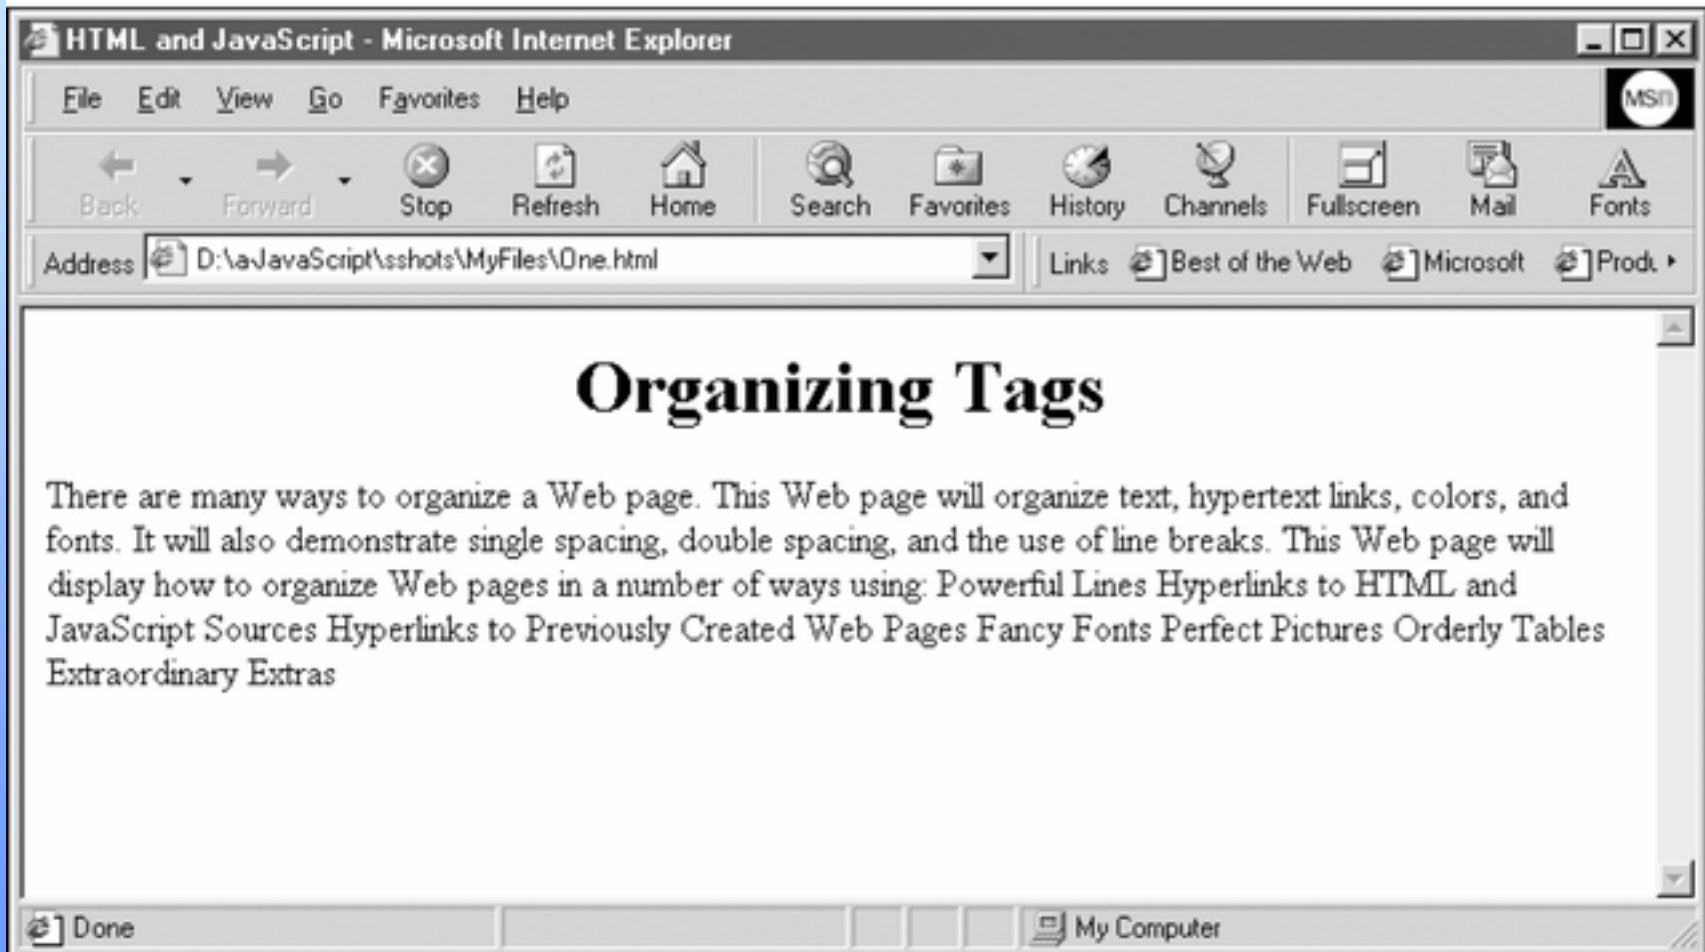 HTML and JavaScript - Microsoft Internet Explorer
File Edit View Go Favorites Help
msn
Back Forward Stop Refresh Home Search Favorites History Channels Fullscreen Mail Fonts
Address D:\aJavaScript\sshots\MyFiles\One.html Links Best of the Web Microsoft
Organizing Tags
There are many ways to organize a Web page. This Web page will organize text, hypertext links, colors, and
fonts. It will also demonstrate single spacing, double spacing, and the use of line breaks. This Web page will
display how to organize Web pages in a number of ways using: Powerful Lines Hyperlinks to HTML and
JavaScript Sources Hyperlinks to Previously Created Web Pages Fancy Fonts Perfect Pictures Orderly Tables
Extraordinary Extras
Done My Computer